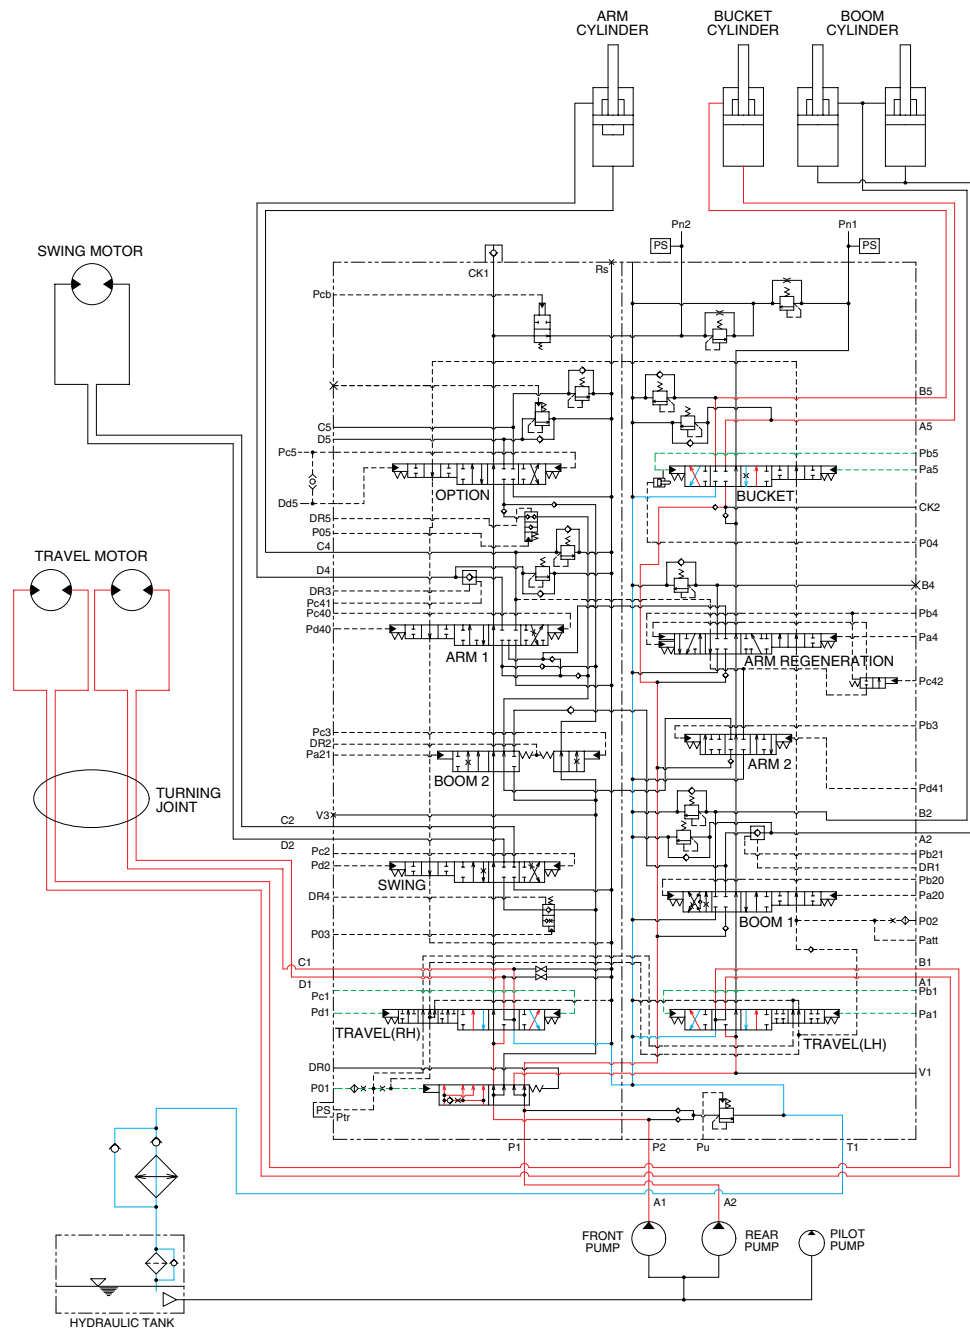 ARM
CYLINDER
BUCKET
CYLINDER
BOOM
CYLINDER
SWING MOTOR
TRAVEL MOTOR
TURNING
JOINT
Pn2
Pn1
PS
PS
CK1
Rs
Pcb
C5
D5
Pc5
Dd5
OPTION
DR5
P05
C4
D4
DR3
Pc41
Pc40
Pd40
ARM 1
Pc3
DR2
Pa21
BOOM 2
V3
C2
D2
Pc2
Pd2
SWING
DR4
P03
C1
D1
Pc1
Pd1
TRAVEL(RH)
DR0
P01
PS
Ptr
B5
A5
Pb5
Pa5
BUCKET
CK2
P04
B4
Pb4
Pa4
ARM REGENERATION
Pc42
Pb3
ARM 2
Pd41
B2
A2
Pb21
DR1
Pb20
Pa20
BOOM 1
P02
Patt
B1
A1
Pb1
Pa1
TRAVEL(LH)
V1
P1
P2
Pu
T1
A1
A2
FRONT
PUMP
REAR
PUMP
PILOT
PUMP
HYDRAULIC TANK